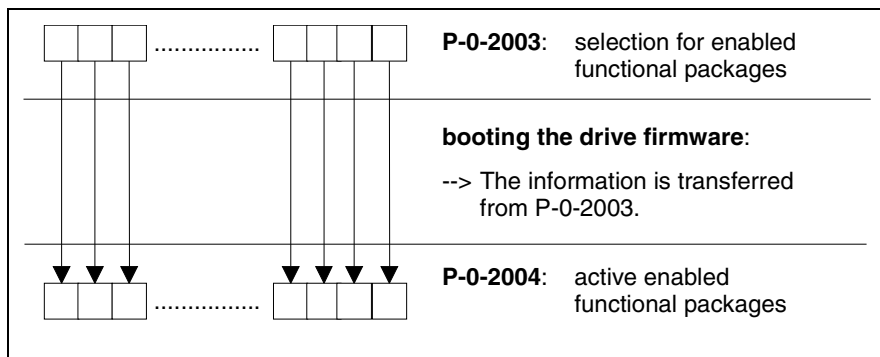 ............... P-0-2003: selection for enabled
functional packages
booting the drive firmware:
--> The information is transferred
from P-0-2003.
............... P-0-2004: active enabled
functional packages